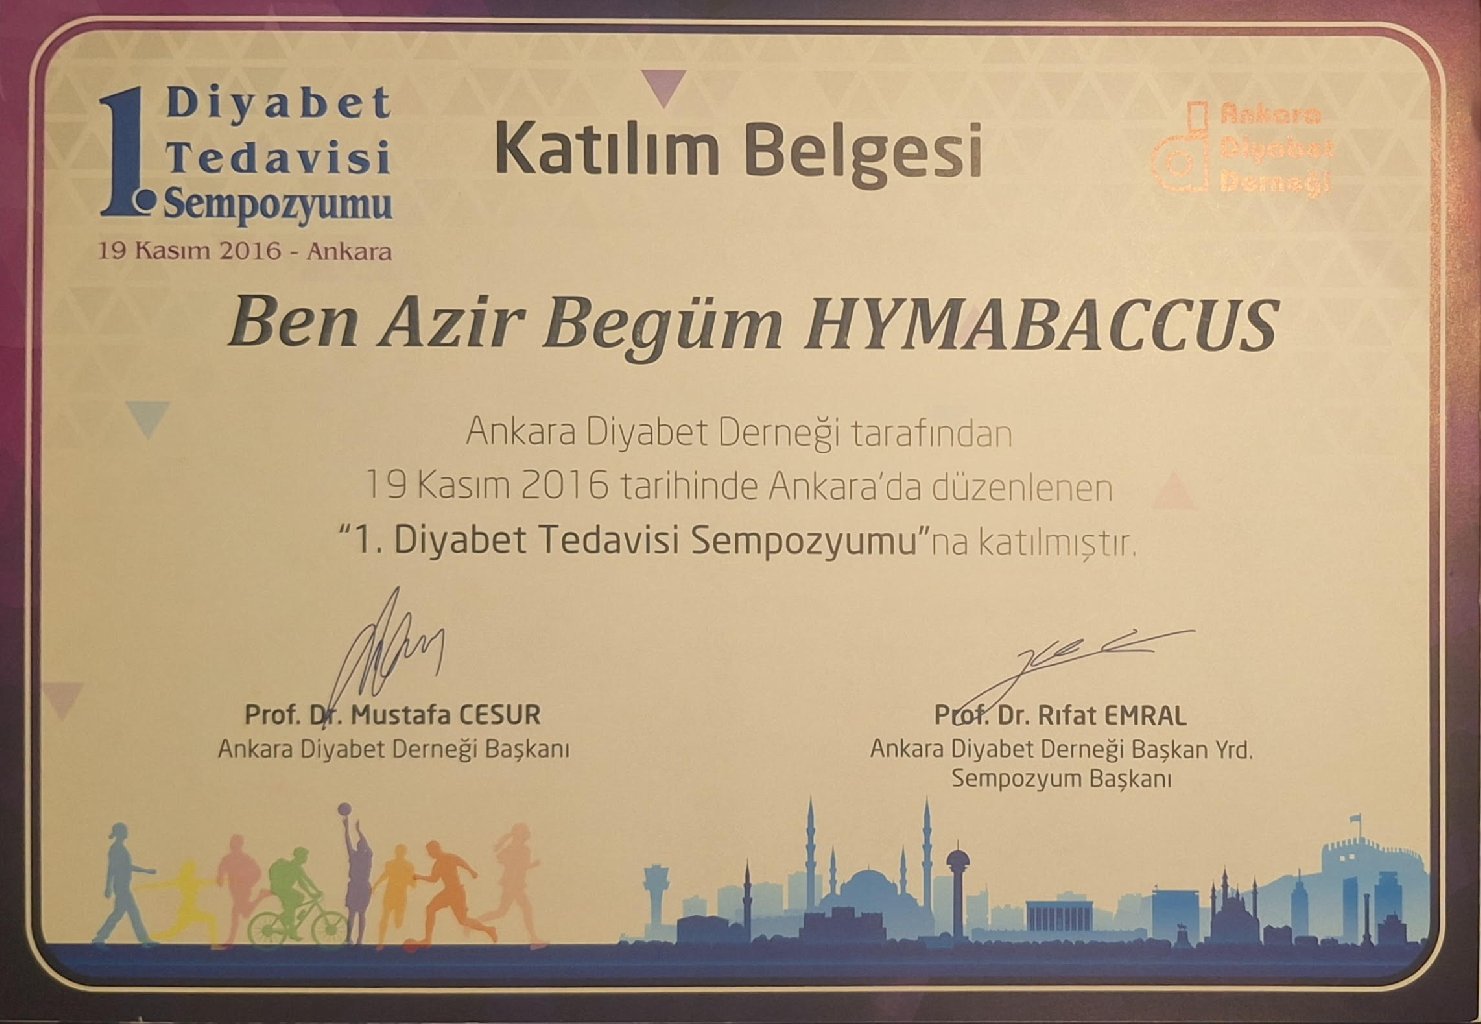 1. Diyabet
Tedavisi
Sempozyumu
19 Kasım 2016 - Ankara
Katılım Belgesi
Ankara
Diyabet
Derneği
Ben Azir Begüm HYMABACCUS
Ankara Diyabet Derneği tarafından
19 Kasım 2016 tarihinde Ankara'da düzenlenen
“1. Diyabet Tedavisi Sempozyumu”na katılmıştır.
Prof. Dr. Mustafa CESUR
Ankara Diyabet Derneği Başkanı
Prof. Dr. Rıfat EMRAL
Ankara Diyabet Derneği Başkan Yrd.
Sempozyum Başkanı